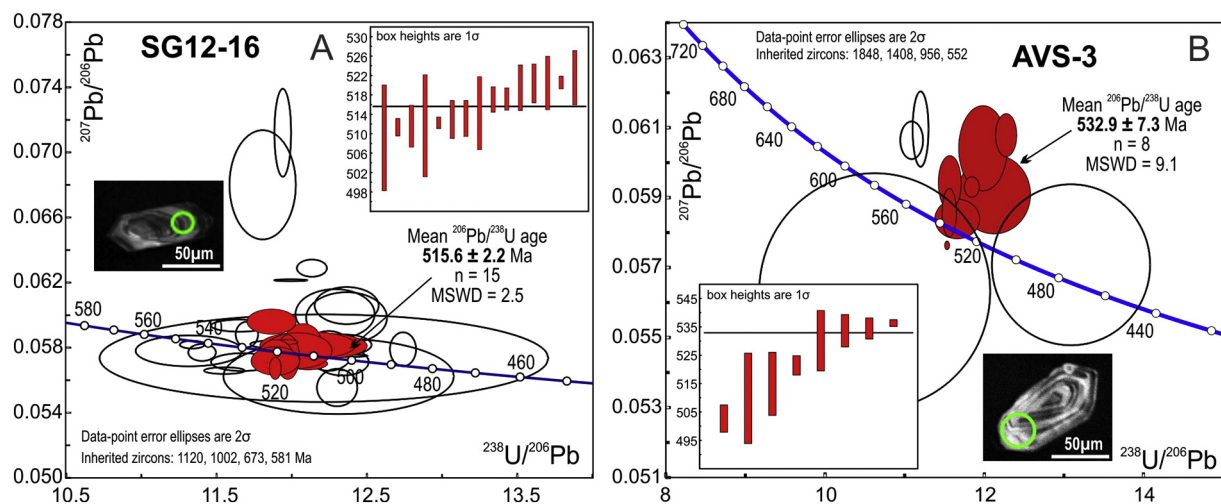 SG12-16
A
207Pb/206Pb
0.078
0.074
0.070
0.066
0.062
0.058
0.054
0.050
box heights are 1σ
530
526
522
518
514
510
506
502
498
50µm
Mean 206Pb/238U age
515.6 ± 2.2 Ma
n = 15
MSWD = 2.5
580
560
540
520
500
480
460
Data-point error ellipses are 2σ
Inherited zircons: 1120, 1002, 673, 581 Ma
238U/206Pb
10.5
11.5
12.5
13.5
B
AVS-3
Data-point error ellipses are 2σ
Inherited zircons: 1848, 1408, 956, 552
207Pb/206Pb
0.063
0.061
0.059
0.057
0.055
0.053
0.051
720
680
640
600
560
520
480
440
Mean 206Pb/238U age
532.9 ± 7.3 Ma
n = 8
MSWD = 9.1
box heights are 1σ
545
535
525
515
505
495
50µm
238U/206Pb
8
10
12
14